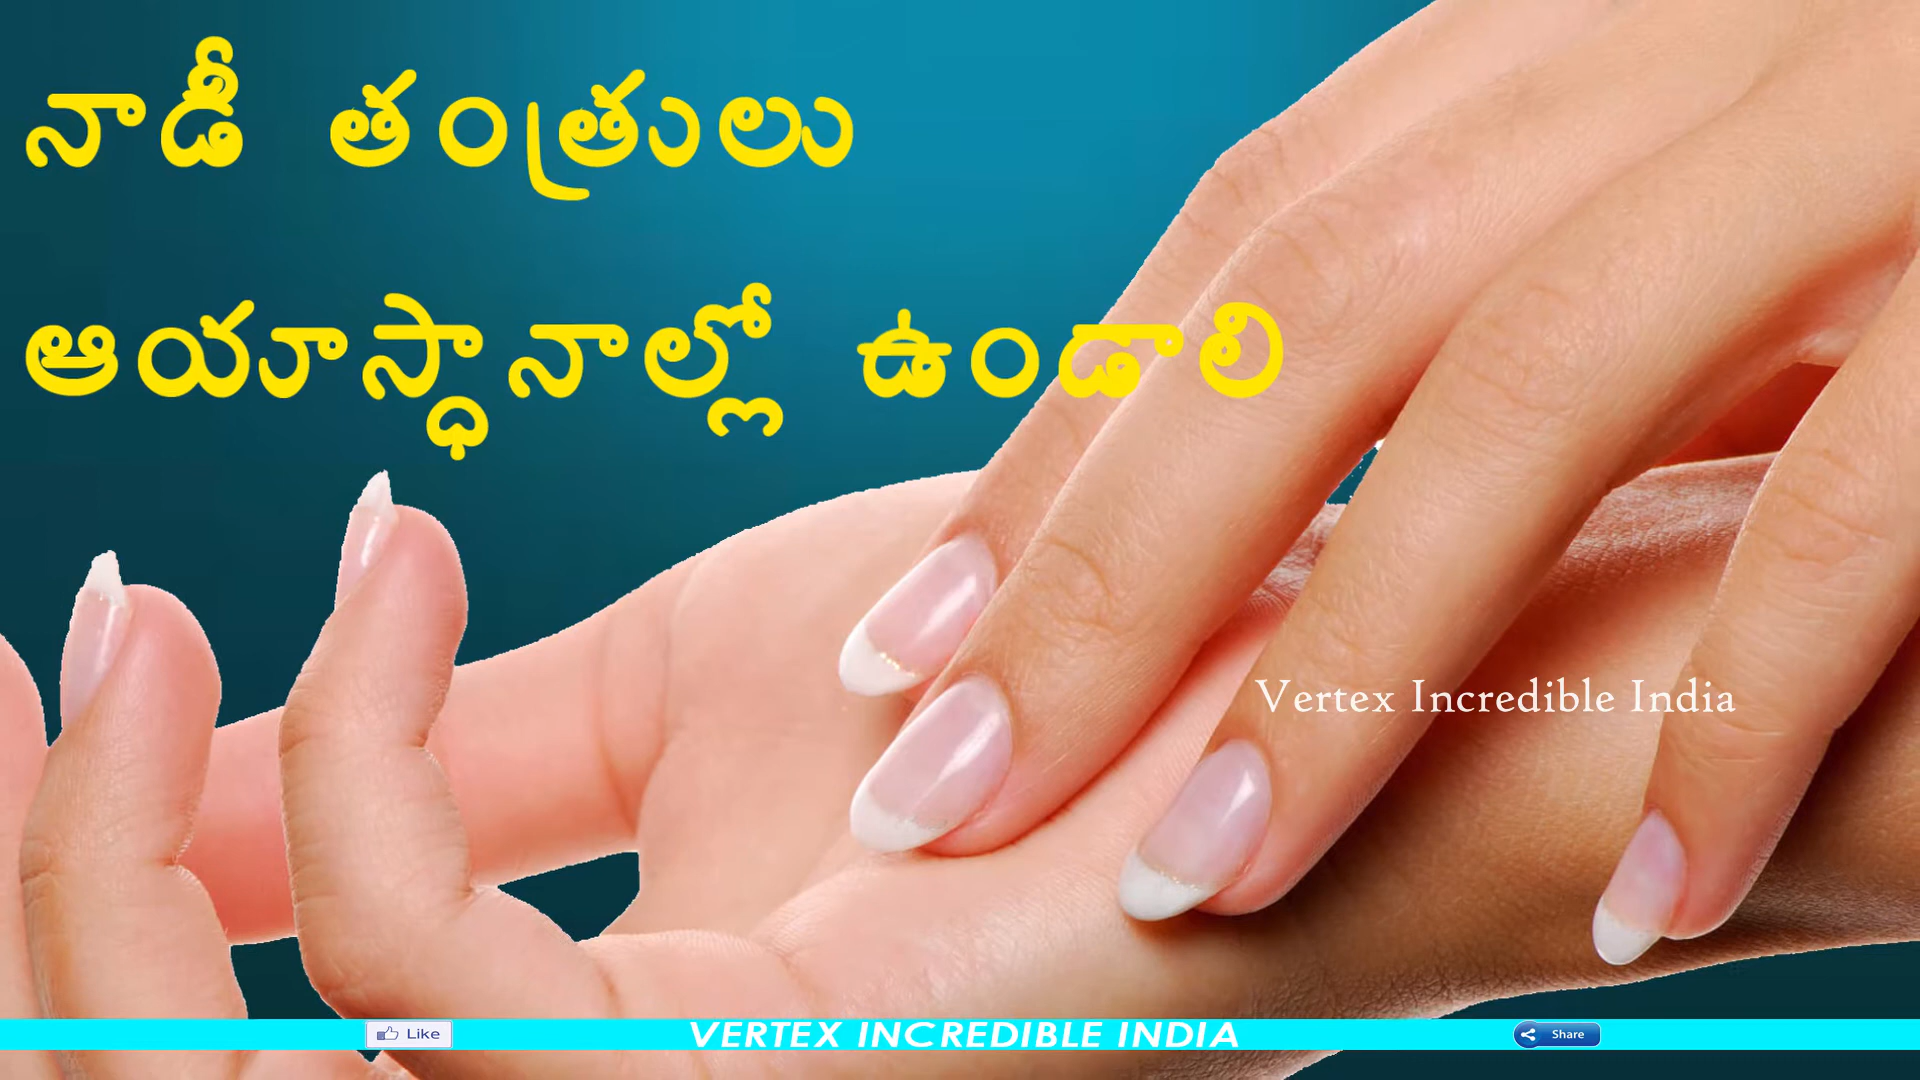 నాడీ తంత్రులు
ఆయాస్ధానాల్లో ఉండాలి
Vertex Incredible India
Like
VERTEX INCREDIBLE INDIA
Share